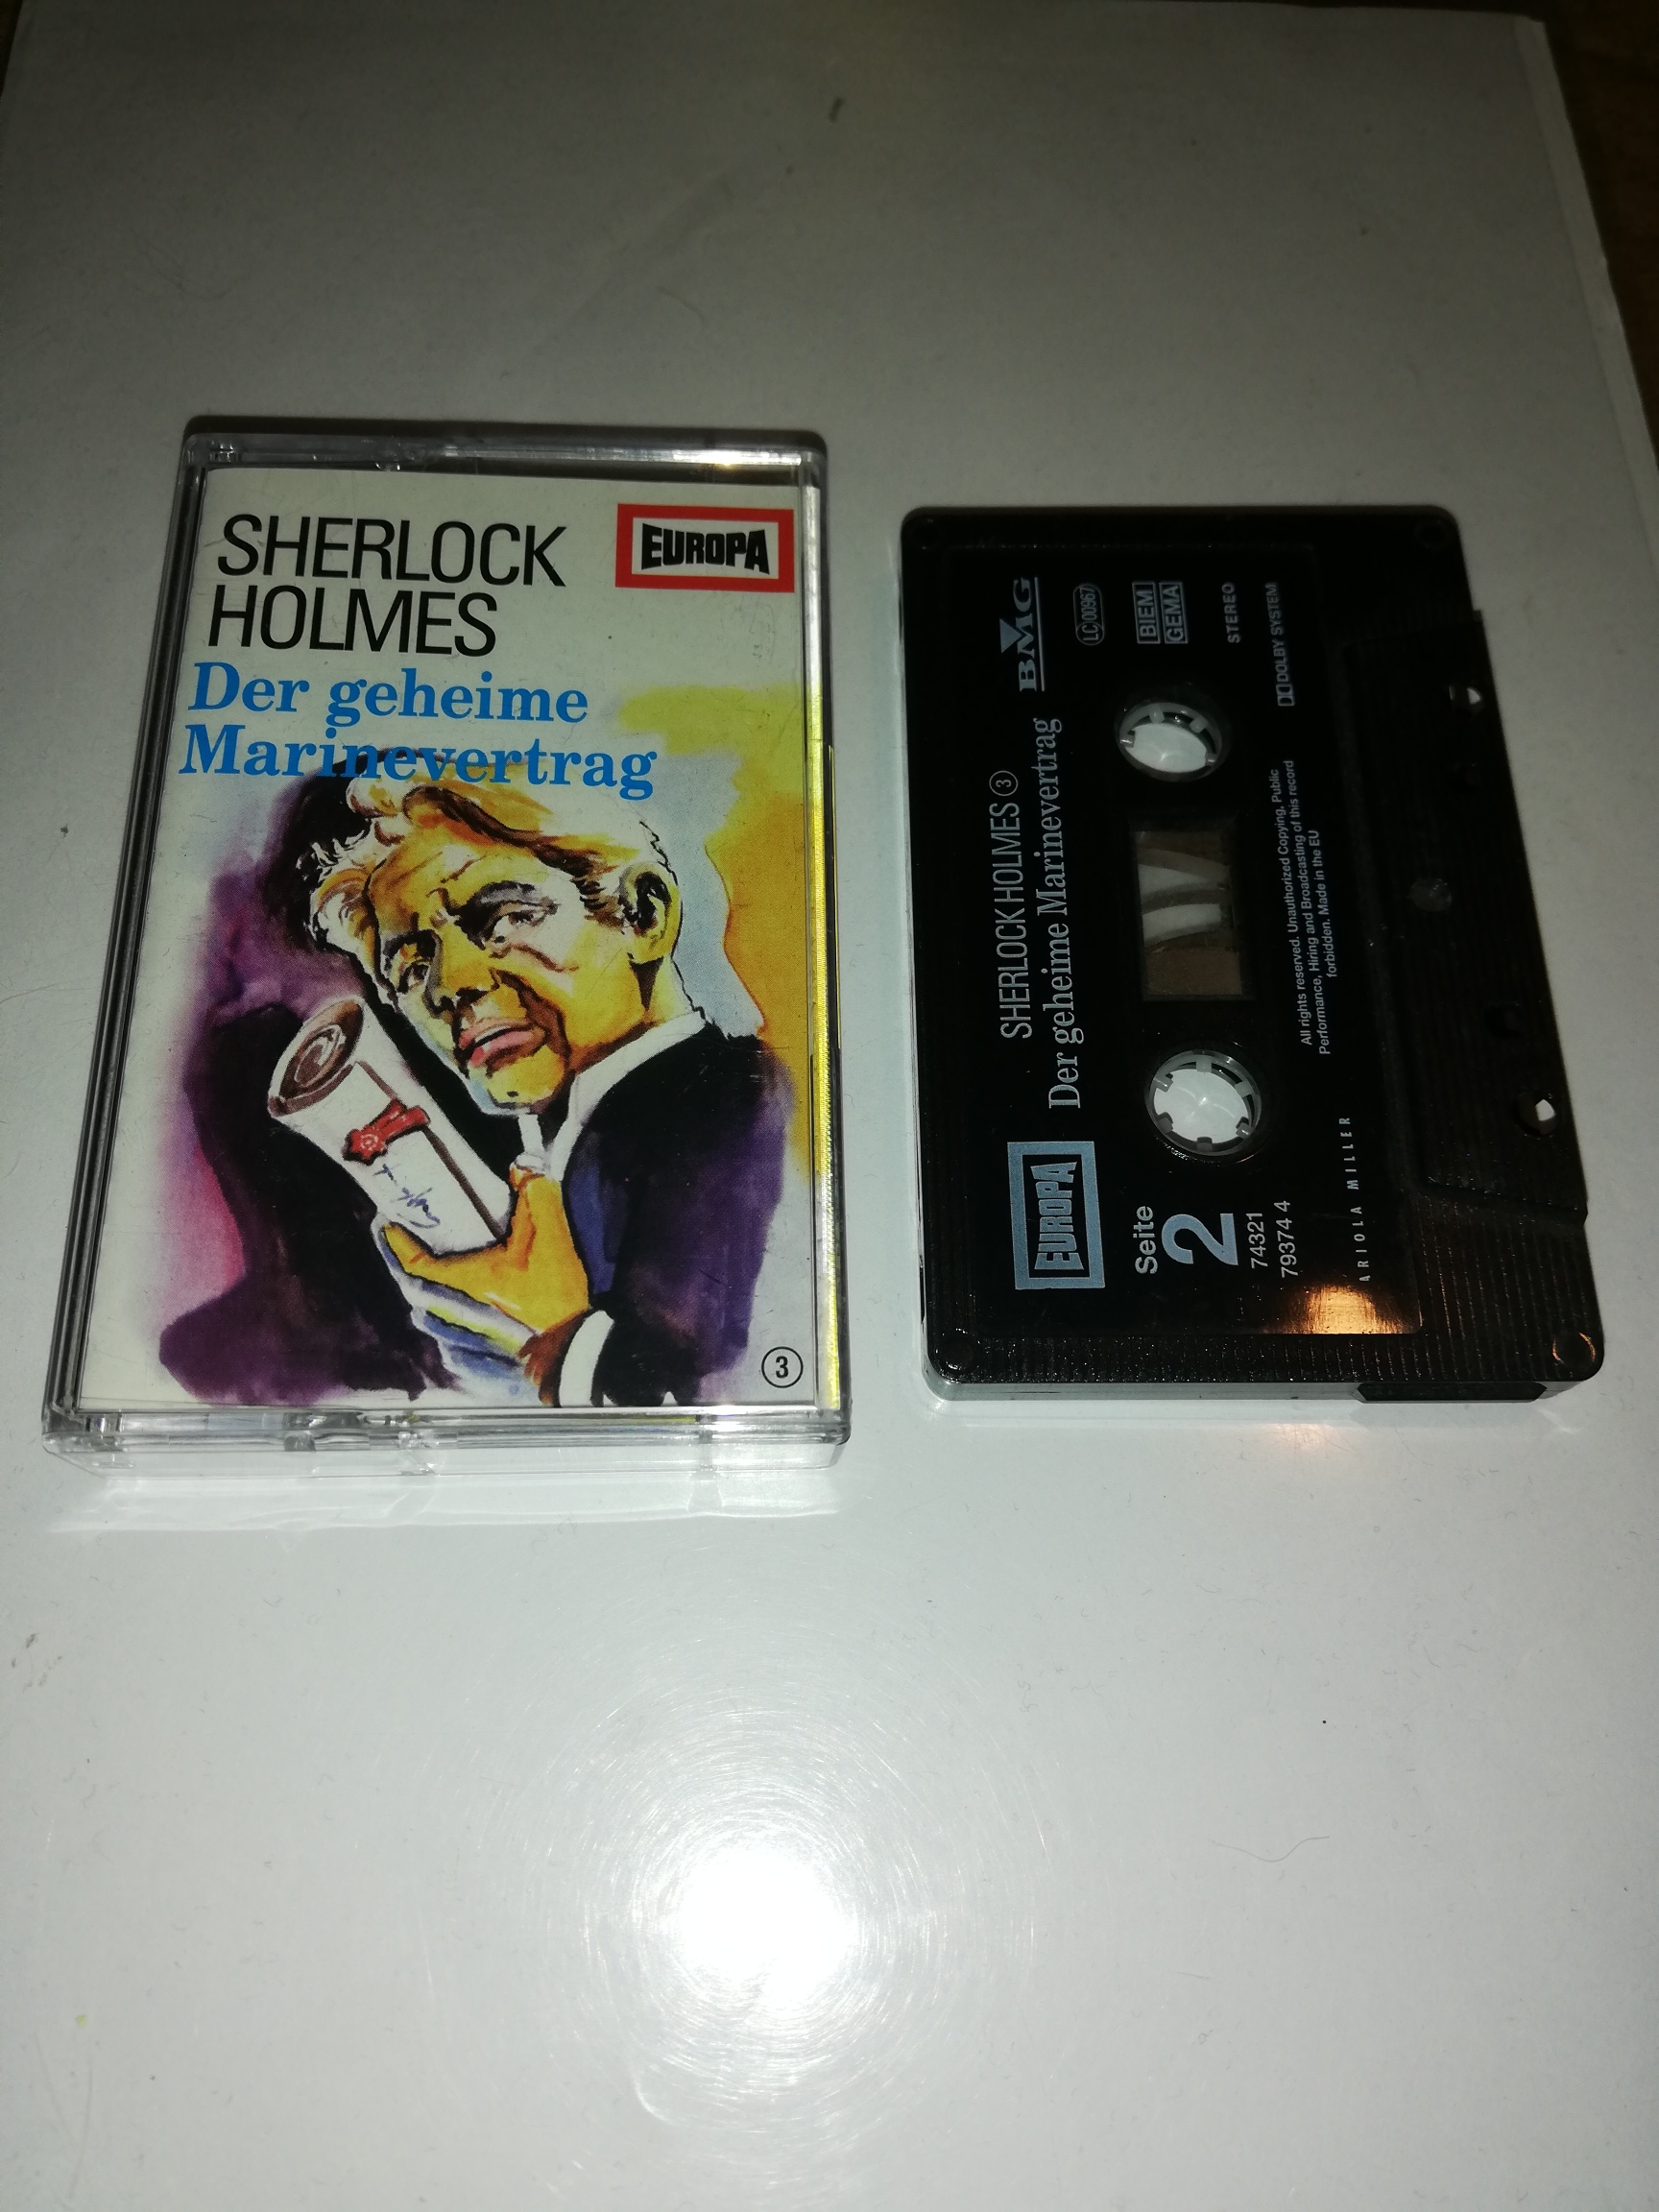 SHERLOCK
HOLMES
EUROPA
Der geheime
Marinevertrag
3
SHERLOCK HOLMES 3
Der geheime Marinevertrag
BMG
EUROPA
LC 00967
BIEM
GEMA
STEREO
DOLBY SYSTEM
Seite
2
74321
79374 4
All rights reserved. Unauthorized Copying, Public
Performance, Hiring and Broadcasting of this record
forbidden. Made in the EU
ARIOLA MILLER